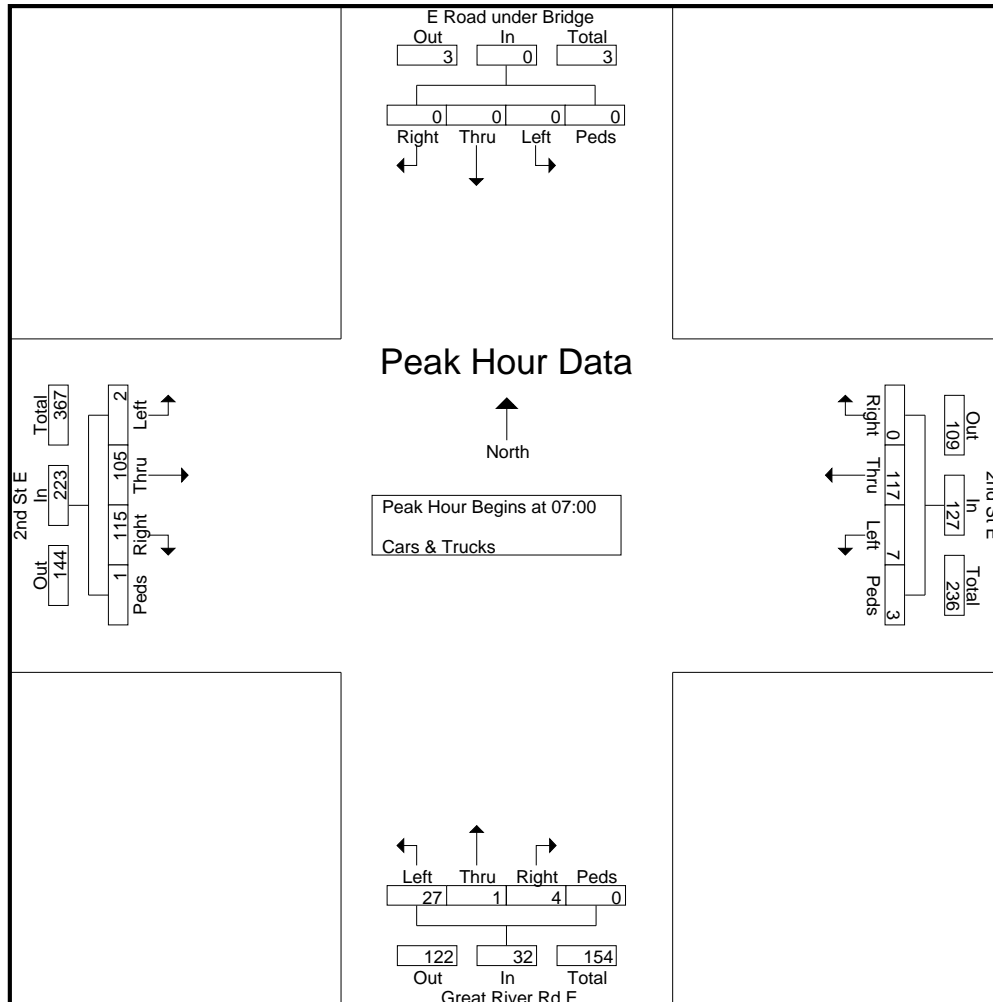 E Road under Bridge
Out In Total
3 0 3
0 0 0 0
Right Thru Left Peds
Peak Hour Data
North
Peak Hour Begins at 07:00
Cars & Trucks
2nd St E
Total In Out
367 223 144
2 105 115 1
Left Thru Right Peds
Right Thru Left Peds
0 117 7 3
Out In Total
109 127 236
2nd St E
Left Thru Right Peds
27 1 4 0
122 32 154
Out In Total
Great River Rd E